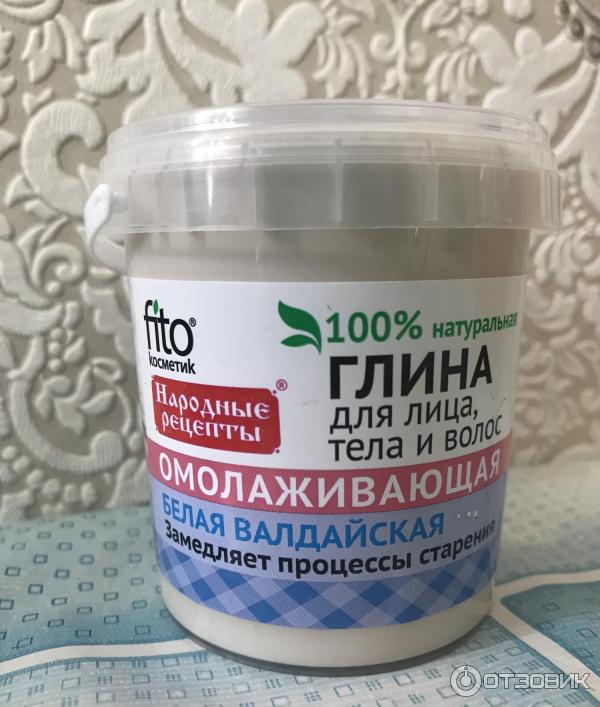 fito®
косметик
Народные
рецепты®
100% натуральная
ГЛИНА
для лица,
тела и волос
ОМОЛАЖИВАЮЩАЯ
БЕЛАЯ ВАЛДАЙСКАЯ
Замедляет процессы старения
ОТЗОВИК